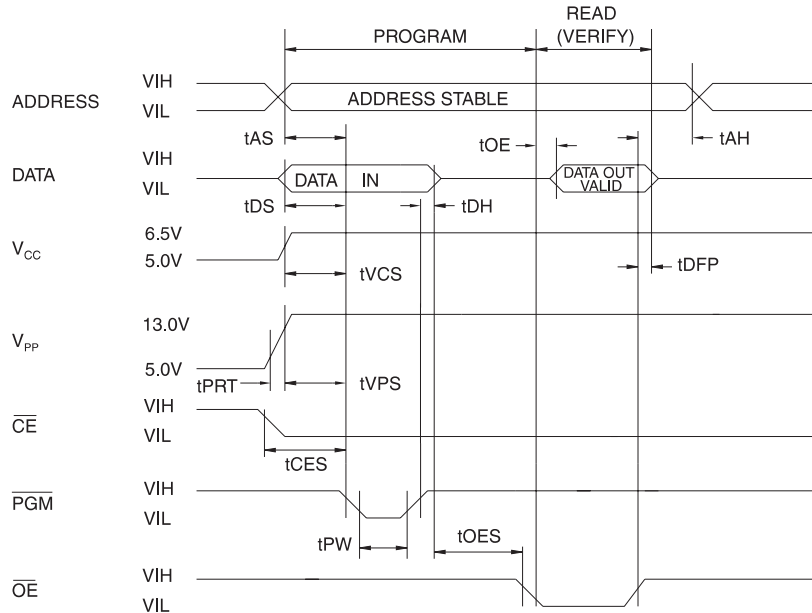 READ
PROGRAM (VERIFY)
VIH
ADDRESS ADDRESS STABLE
VIL
tAS tOE tAH
VIH
DATA DATA IN DATA OUT
VALID
VIL
tDS tDH
6.5V
VCC
5.0V
tVCS tDFP
13.0V
VPP
5.0V
tPRT tVPS
VIH
CE
VIL
tCES
VIH
PGM
VIL
tPW tOES
VIH
OE
VIL